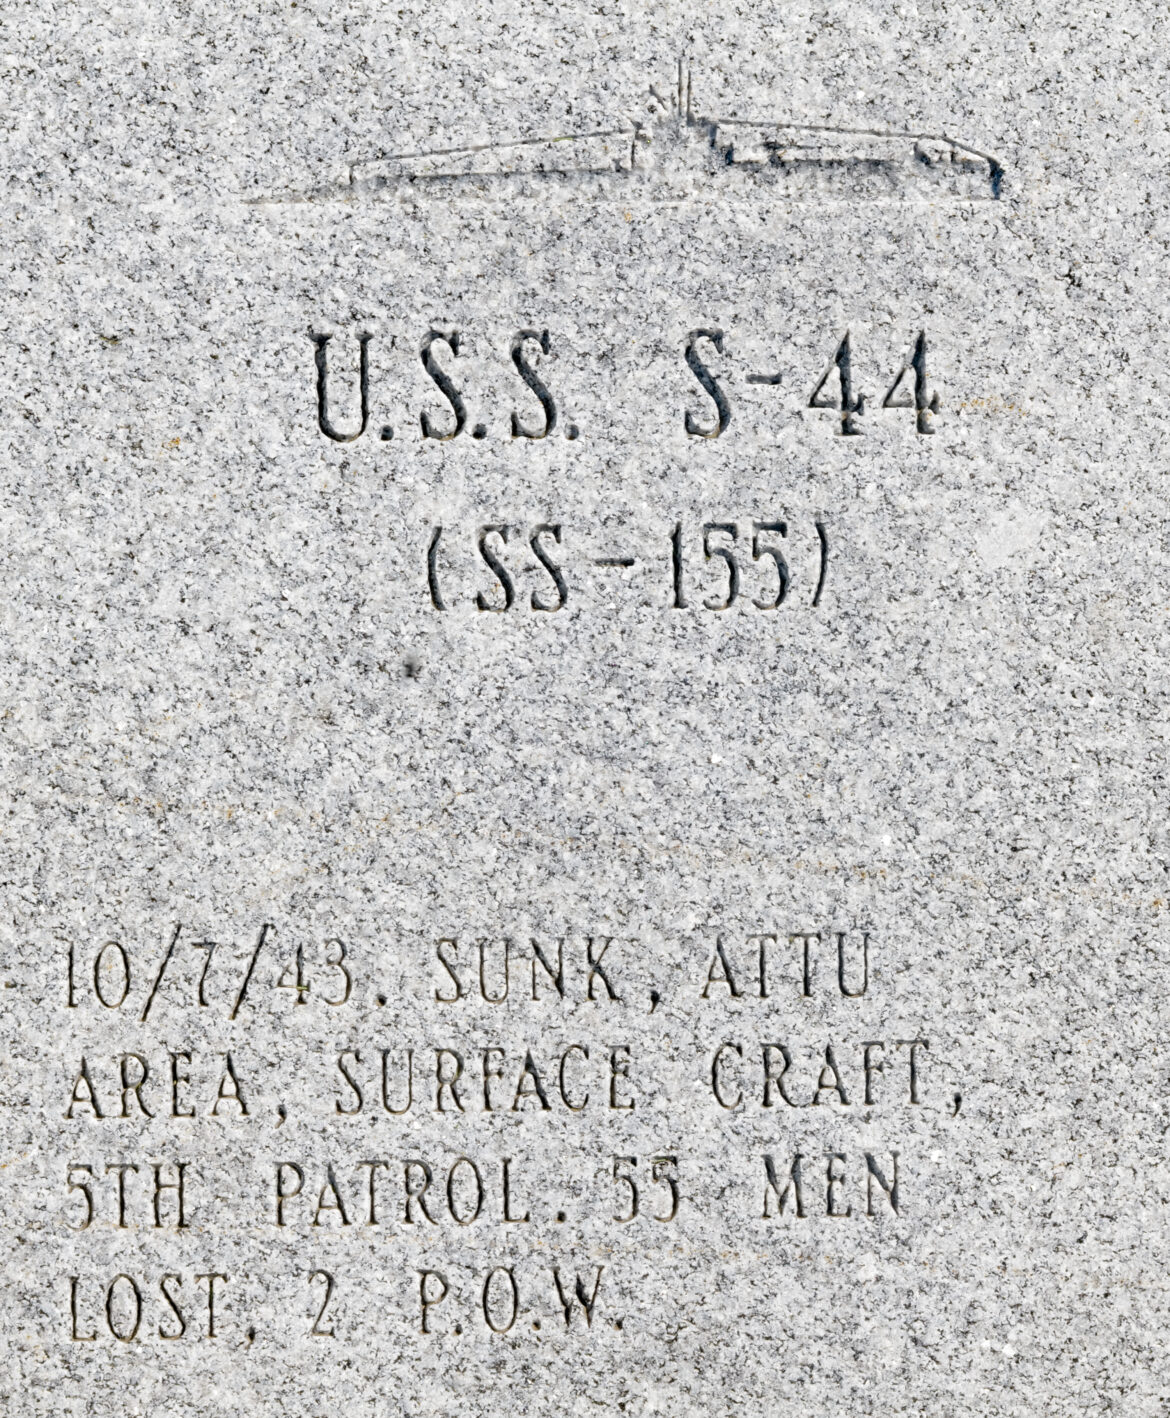 U.S.S. S-44
(SS-155)
10/7/43. SUNK, ATTU
AREA, SURFACE CRAFT,
5TH PATROL. 55 MEN
LOST, 2 P.O.W.